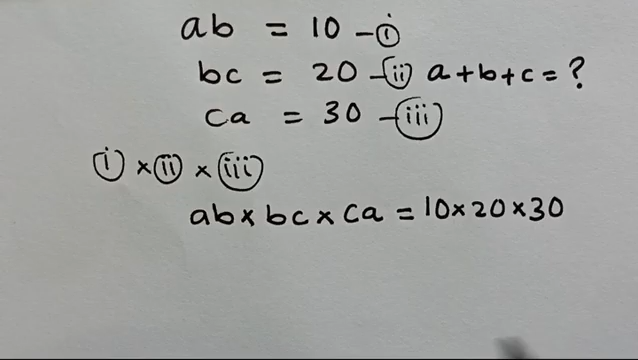 ab = 10 - (i)
bc = 20 - (ii) a+b+c = ?
ca = 30 - (iii)
(i) × (ii) × (iii)
ab × bc × ca = 10×20×30